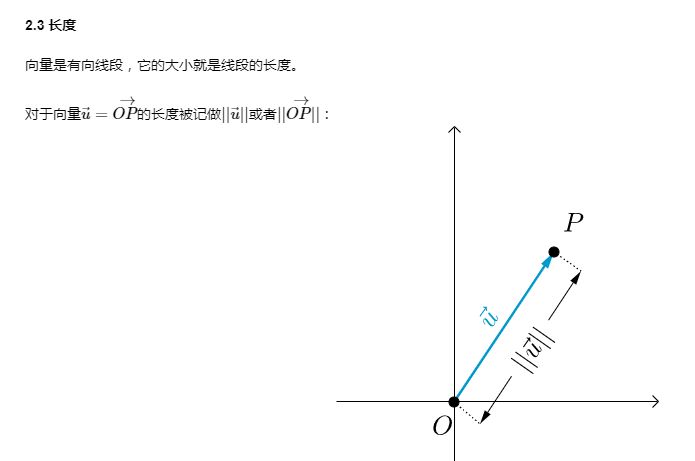 2.3 长度
向量是有向线段，它的大小就是线段的长度。
对于向量$\vec{u} = \overrightarrow{OP}$的长度被记做$||\vec{u}||$或者$||\overrightarrow{OP}||$：
P
$\vec{u}$
$||\vec{u}||$
O